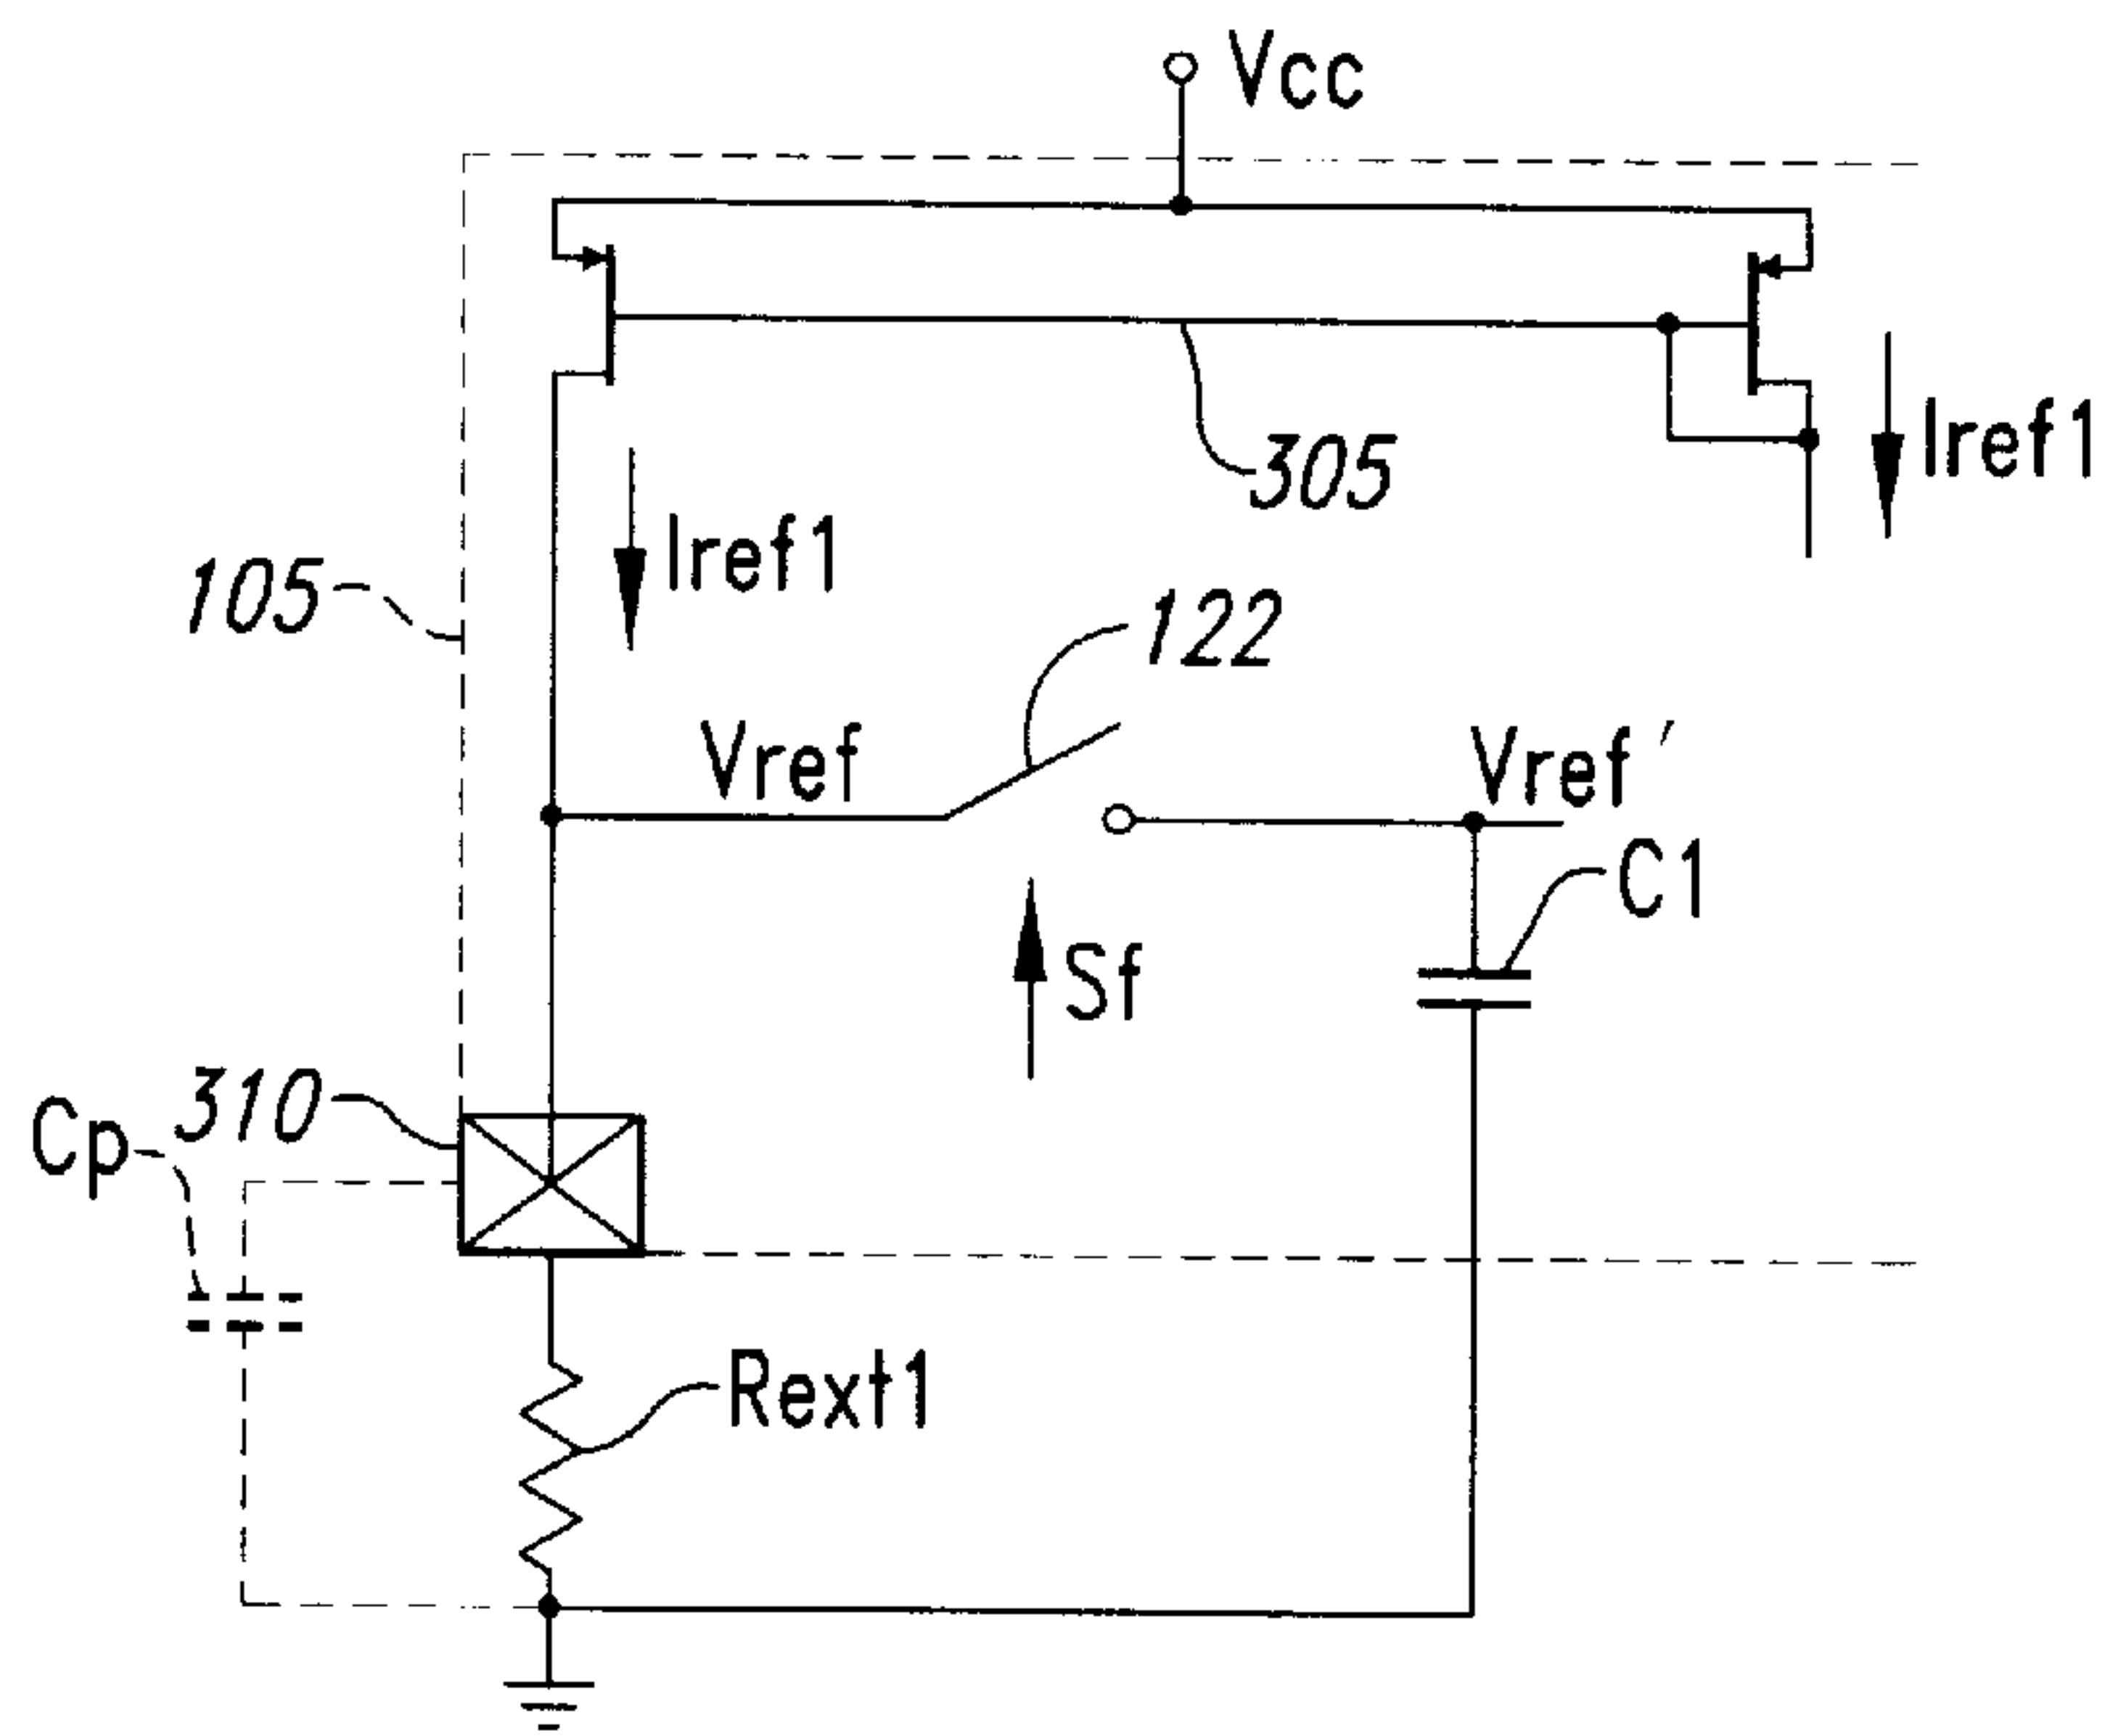 Vcc
305
Iref1
Iref1
105
122
Vref
Vref'
C1
Sf
310
Cp
Rext1